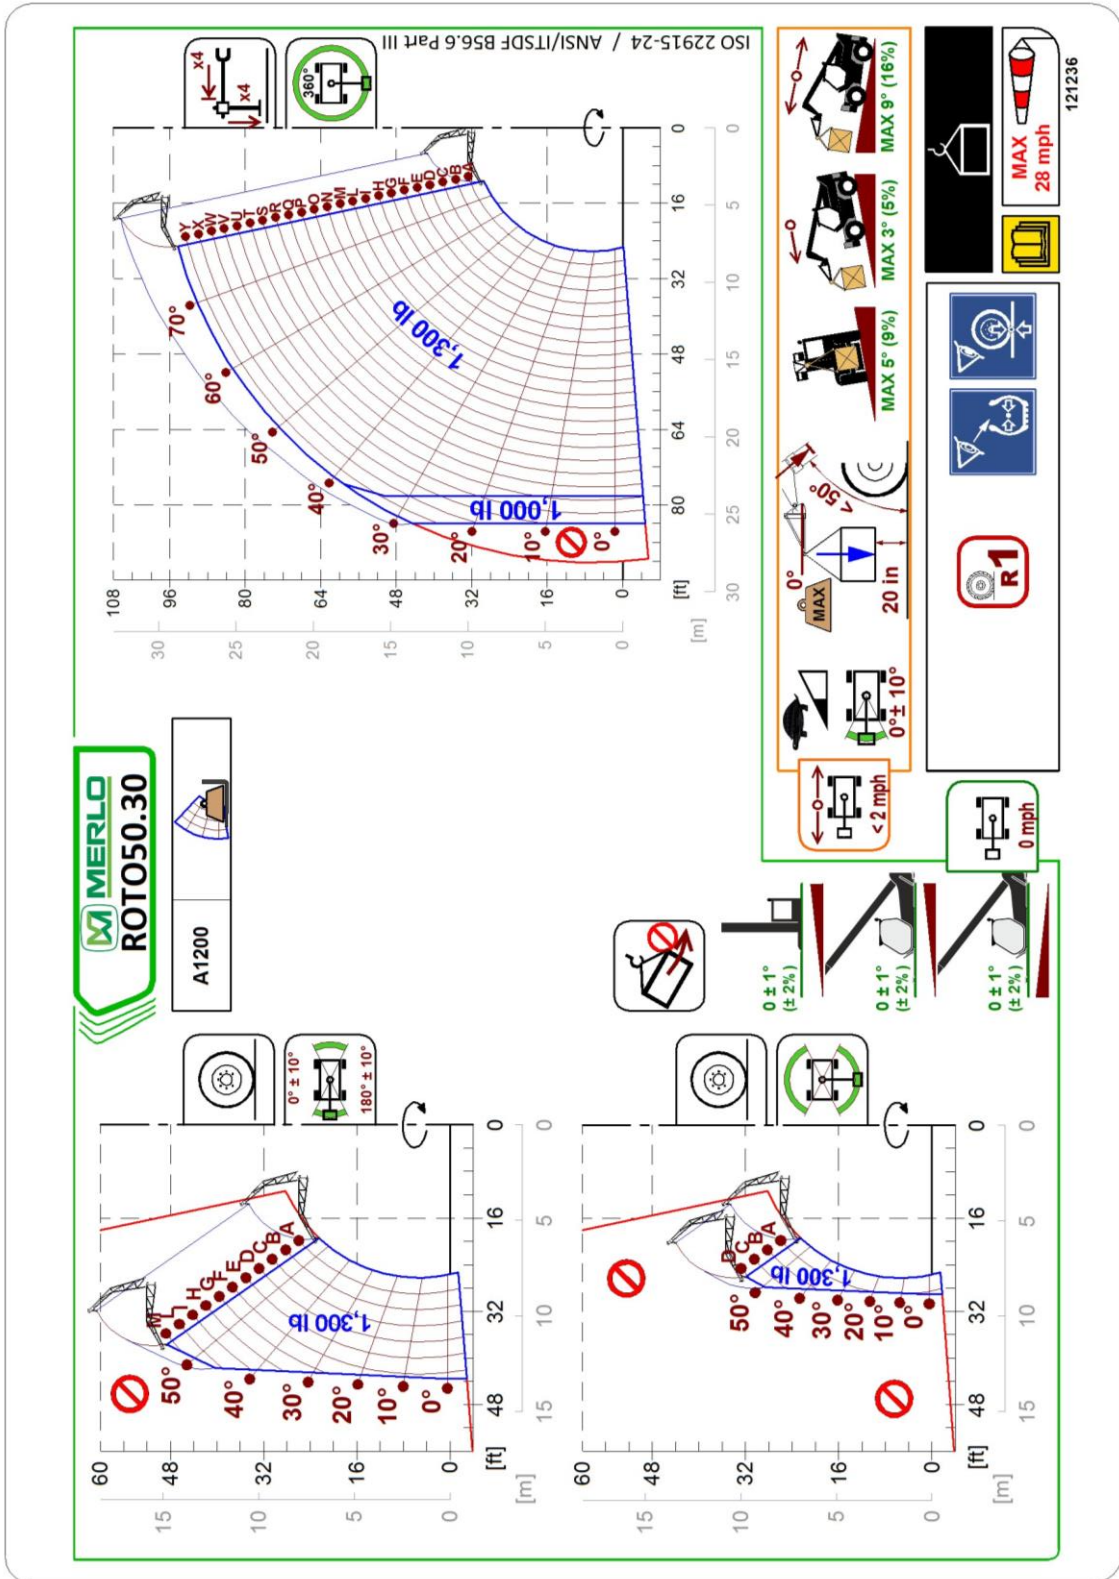 MERLO
ROTO50.30
A1200
0° ± 10°
180° ± 10°
60
48
32
16
0
[ft]
15
10
5
0
[m]
M
L
I
H
G
F
E
D
C
B
A
50°
40°
30°
20°
10°
0°
1,300 lb
48
32
16
0
15
10
5
0
60
48
32
16
0
[ft]
15
10
5
0
[m]
D
C
B
A
50°
40°
30°
20°
10°
0°
1,300 lb
48
32
16
0
15
10
5
0
0 ± 1°
(± 2%)
0 ± 1°
(± 2%)
0 ± 1°
(± 2%)
108
96
80
64
48
32
16
0
[ft]
30
25
20
15
10
5
0
[m]
Y
X
W
V
U
T
S
R
Q
P
O
N
M
L
I
H
G
F
E
D
C
B
A
70°
60°
50°
40°
30°
20°
10°
0°
1,300 lb
1,000 lb
80
64
48
32
16
0
30
25
20
15
10
5
0
x4
x4
360°
ISO 22915-24 / ANSI/ITSDF B56.6 Part III
< 2 mph
0°± 10°
MAX
0°
20 in
< 50°
MAX 5° (9%)
MAX 3° (5%)
MAX 9° (16%)
0 mph
R1
MAX
28 mph
121236